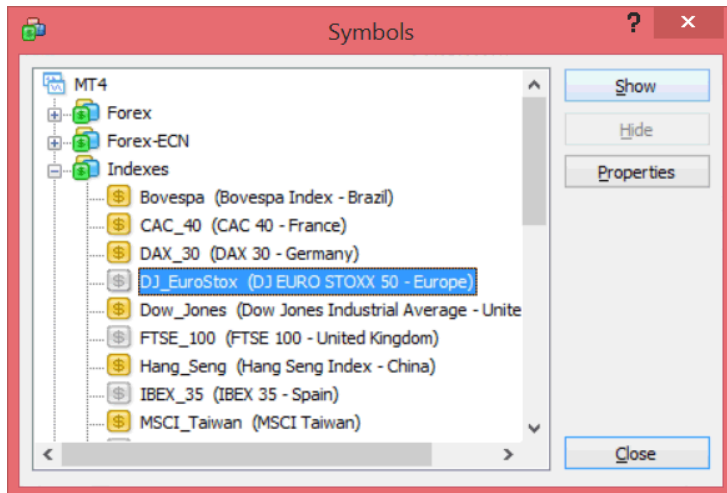 Symbols
?
MT4
Forex
Forex-ECN
Indexes
Bovespa (Bovespa Index - Brazil)
CAC_40 (CAC 40 - France)
DAX_30 (DAX 30 - Germany)
DJ_EuroStox (DJ EURO STOXX 50 - Europe)
Dow_Jones (Dow Jones Industrial Average - Unite
FTSE_100 (FTSE 100 - United Kingdom)
Hang_Seng (Hang Seng Index - China)
IBEX_35 (IBEX 35 - Spain)
MSCI_Taiwan (MSCI Taiwan)
Show
Hide
Properties
Close